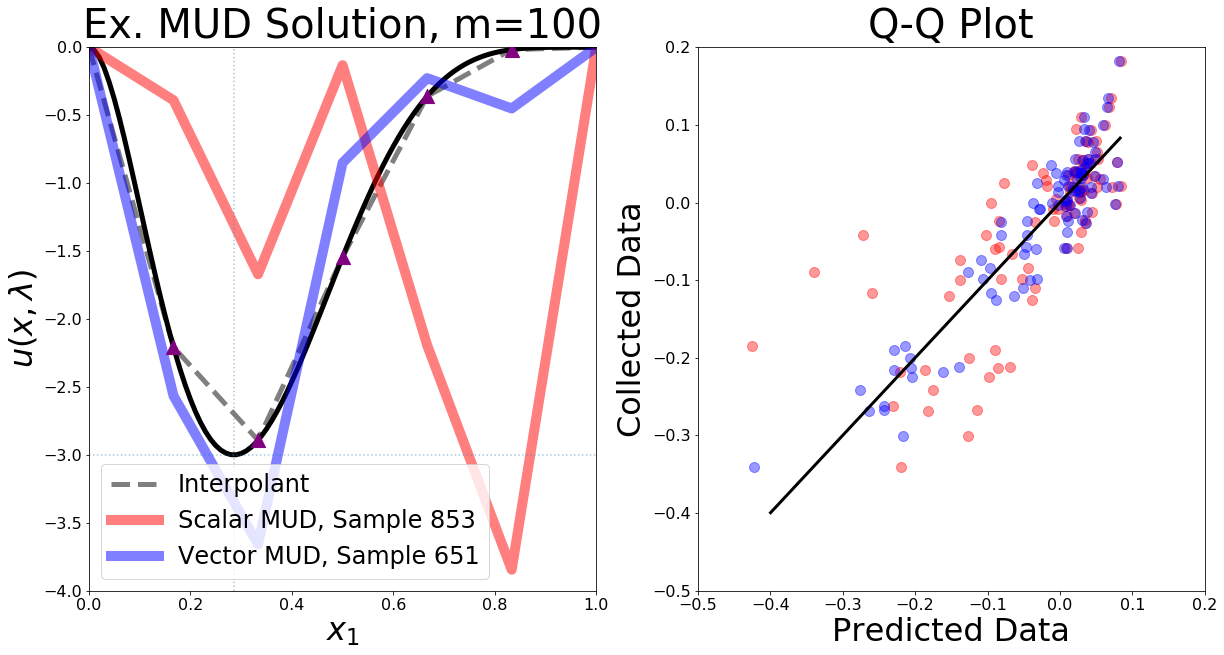 Ex. MUD Solution, m=100
0.0
−0.5
−1.0
−1.5
−2.0
−2.5
−3.0
−3.5
−4.0
u(x, λ)
Interpolant
Scalar MUD, Sample 853
Vector MUD, Sample 651
0.0 0.2 0.4 0.6 0.8 1.0
x₁
Q-Q Plot
0.2
0.1
0.0
−0.1
−0.2
−0.3
−0.4
−0.5
Collected Data
−0.5 −0.4 −0.3 −0.2 −0.1 0.0 0.1 0.2
Predicted Data